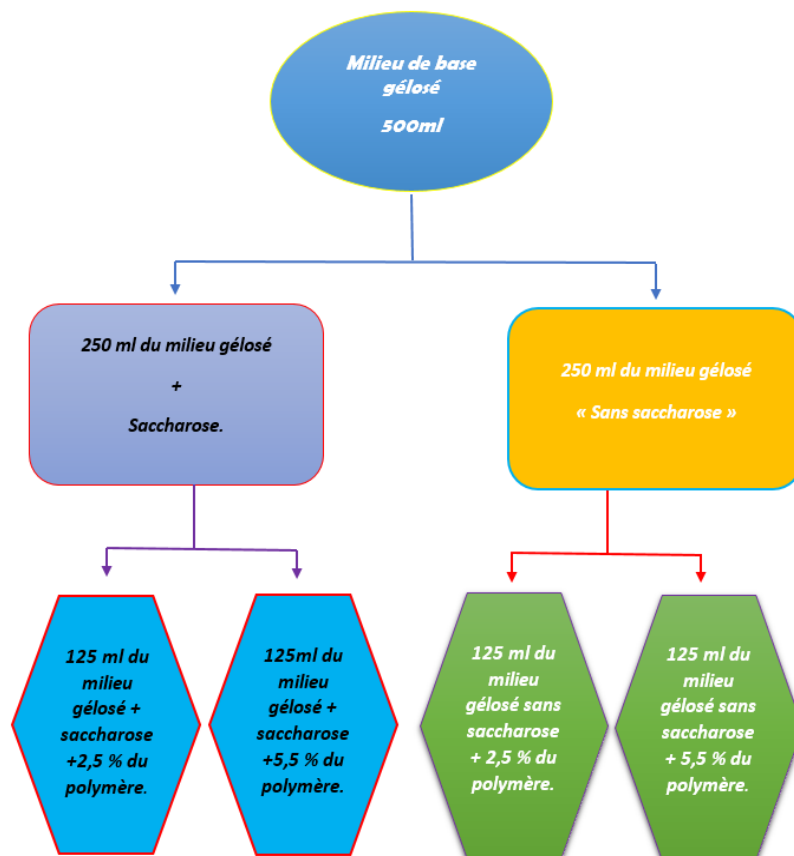 Milieu de base
gélosé
500ml
250 ml du milieu gélosé
+
Saccharose.
250 ml du milieu gélosé
« Sans saccharose »
125 ml du
milieu
gélosé +
saccharose
+2,5 % du
polymère.
125ml du
milieu
gélosé +
saccharose
+5,5 % du
polymère.
125 ml du
milieu
gélosé sans
saccharose
+ 2,5 % du
polymère.
125 ml du
milieu
gélosé sans
saccharose
+ 5,5 % du
polymère.